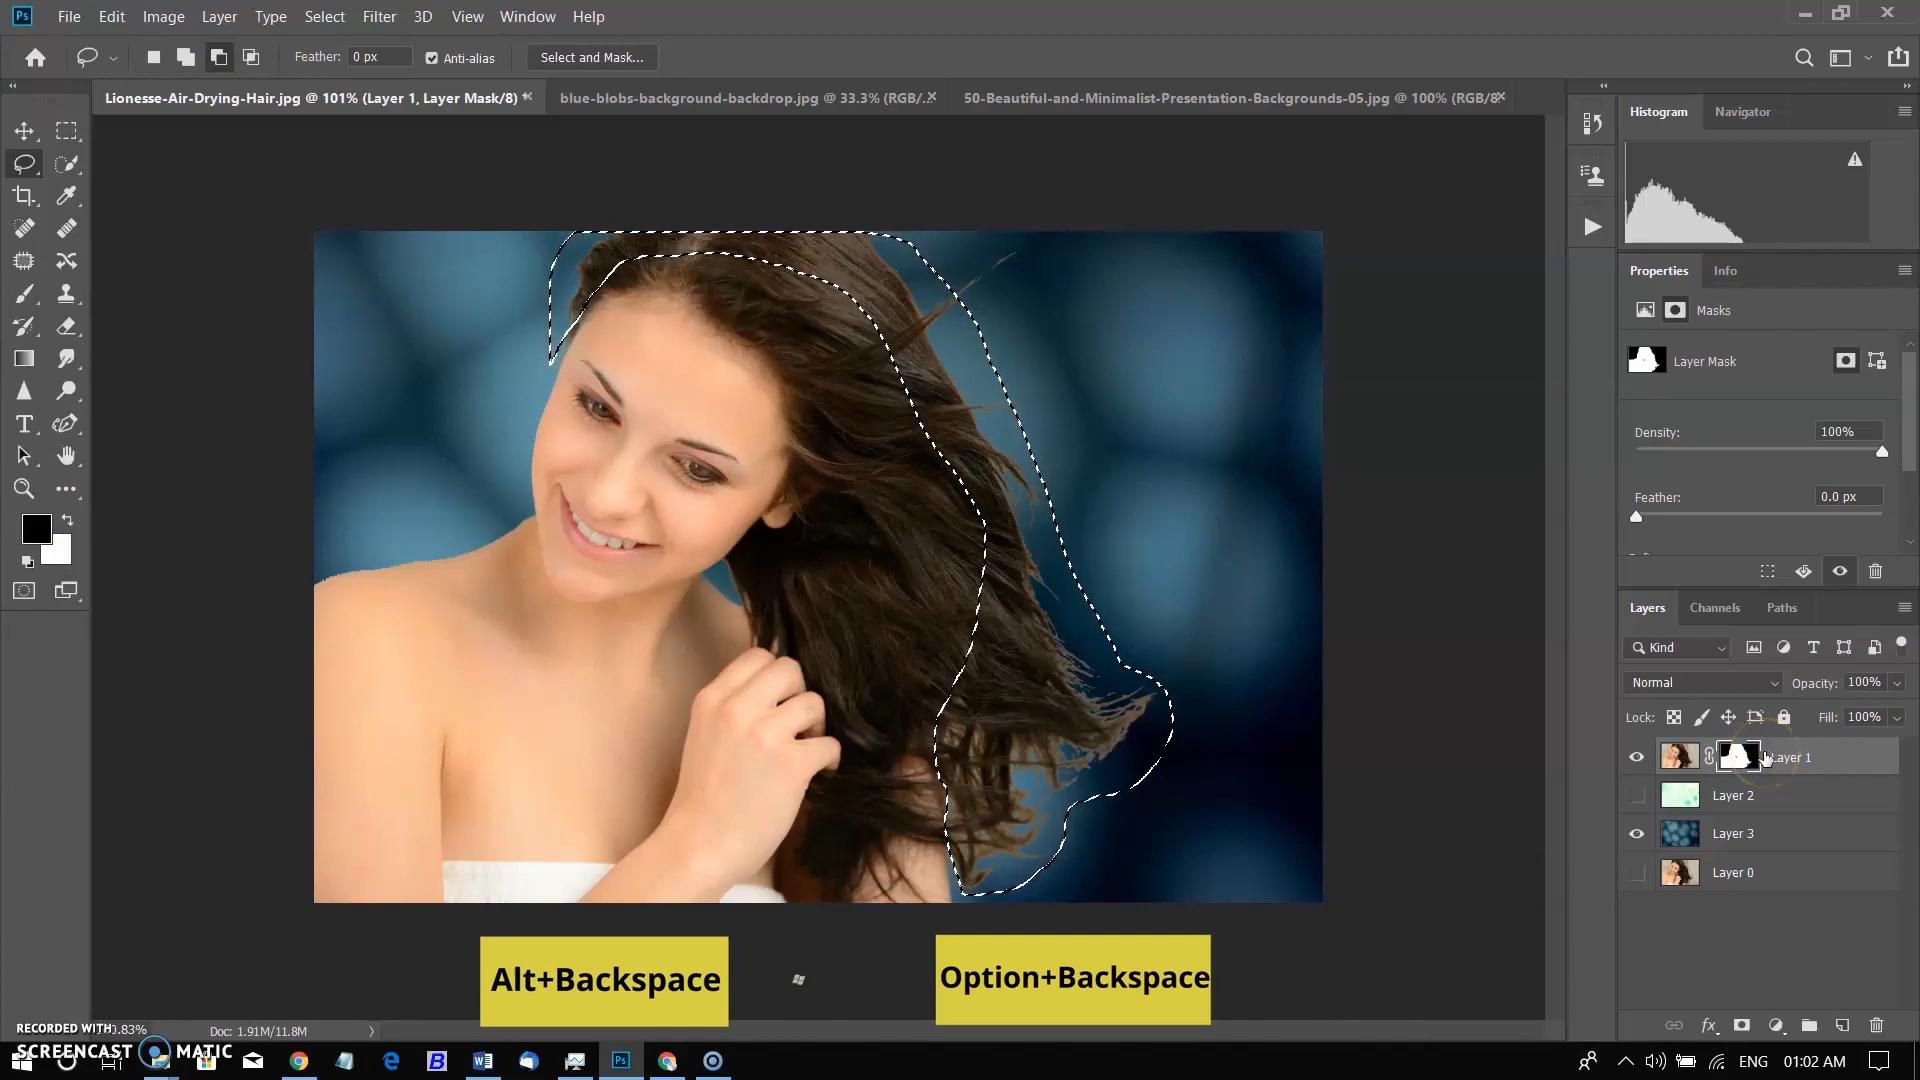 Ps File Edit Image Layer Type Select Filter 3D View Window Help
Feather: 0 px Anti-alias Select and Mask...
Lionesse-Air-Drying-Hair.jpg @ 101% (Layer 1, Layer Mask/8) * blue-blobs-background-backdrop.jpg @ 33.3% (RGB/... 50-Beautiful-and-Minimalist-Presentation-Backgrounds-05.jpg @ 100% (RGB/8
Histogram Navigator
Properties Info
Masks
Layer Mask
Density: 100%
Feather: 0.0 px
Layers Channels Paths
Kind
Normal Opacity: 100%
Lock: Fill: 100%
Layer 1
Layer 2
Layer 3
Layer 0
Alt+Backspace Option+Backspace
0.83% Doc: 1.91M/11.8M
RECORDED WITH
SCREENCAST MATIC
ENG 01:02 AM